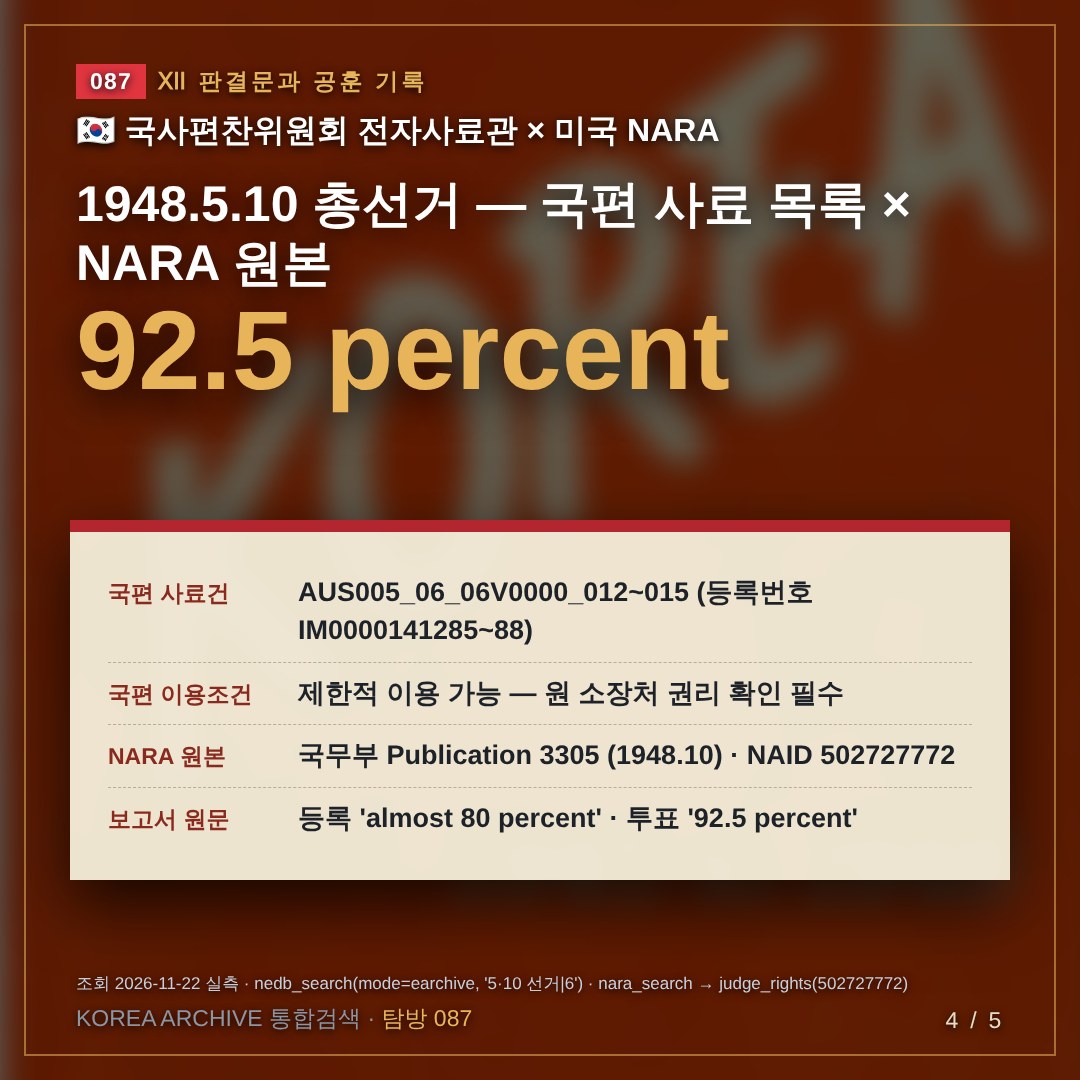 087 Ⅻ 판결문과 공훈 기록
국사편찬위원회 전자사료관 × 미국 NARA
1948.5.10 총선거 — 국편 사료 목록 ×
NARA 원본
92.5 percent
KOREA
국편 사료건 AUS005_06_06V0000_012~015 (등록번호
IM0000141285~88)
국편 이용조건 제한적 이용 가능 — 원 소장처 권리 확인 필수
NARA 원본 국무부 Publication 3305 (1948.10) · NAID 502727772
보고서 원문 등록 'almost 80 percent' · 투표 '92.5 percent'
조회 2026-11-22 실측 · nedb_search(mode=earchive, '5·10 선거|6') · nara_search → judge_rights(502727772)
KOREA ARCHIVE 통합검색 · 탐방 087
4 / 5